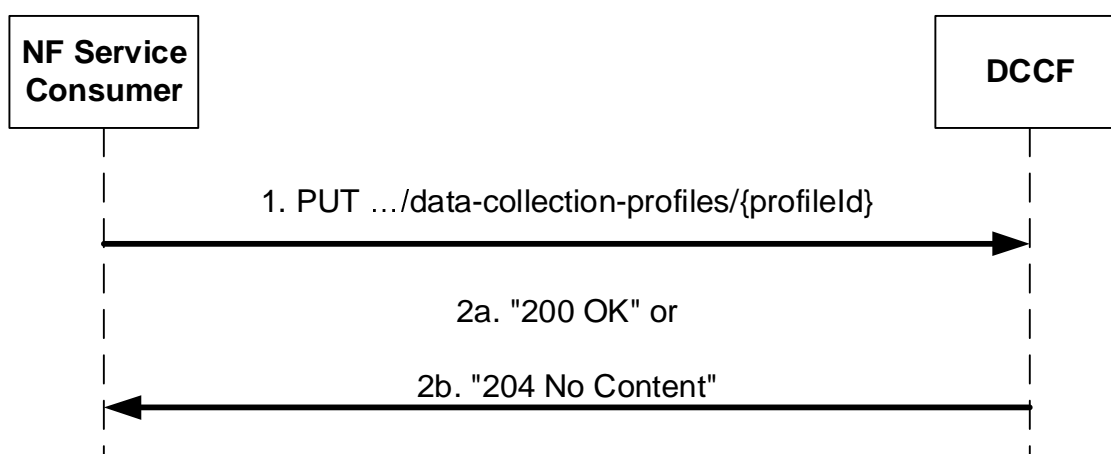 NF Service
Consumer
DCCF
1. PUT …/data-collection-profiles/{profileId}
2a. "200 OK" or
2b. "204 No Content"